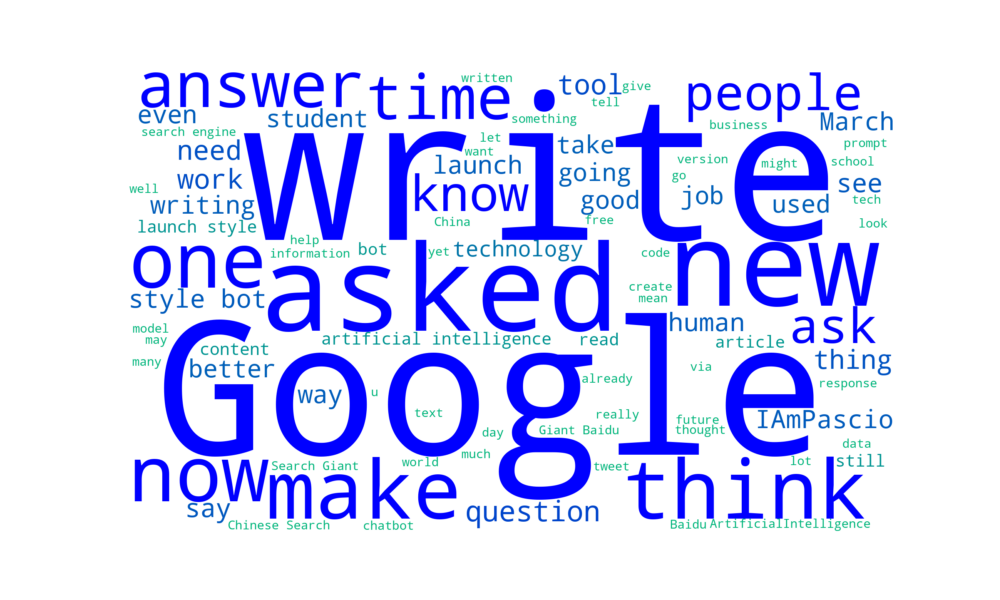 written
answer time tool give people
tell
even student something business March
search engine let prompt
need want take version might school
launch go
well work know going good job used see tech
writing write
launch style China free look
help
one information bot yet technology code new
asked
style bot create
mean
model human ask
may artificial intelligence read article
many content thing
better Google via
way u already response
text really future IAmPascio
day Giant Baidu thought
much data
now Search Giant world tweet lot still
make think
say question
Chinese Search chatbot Baidu ArtificialIntelligence